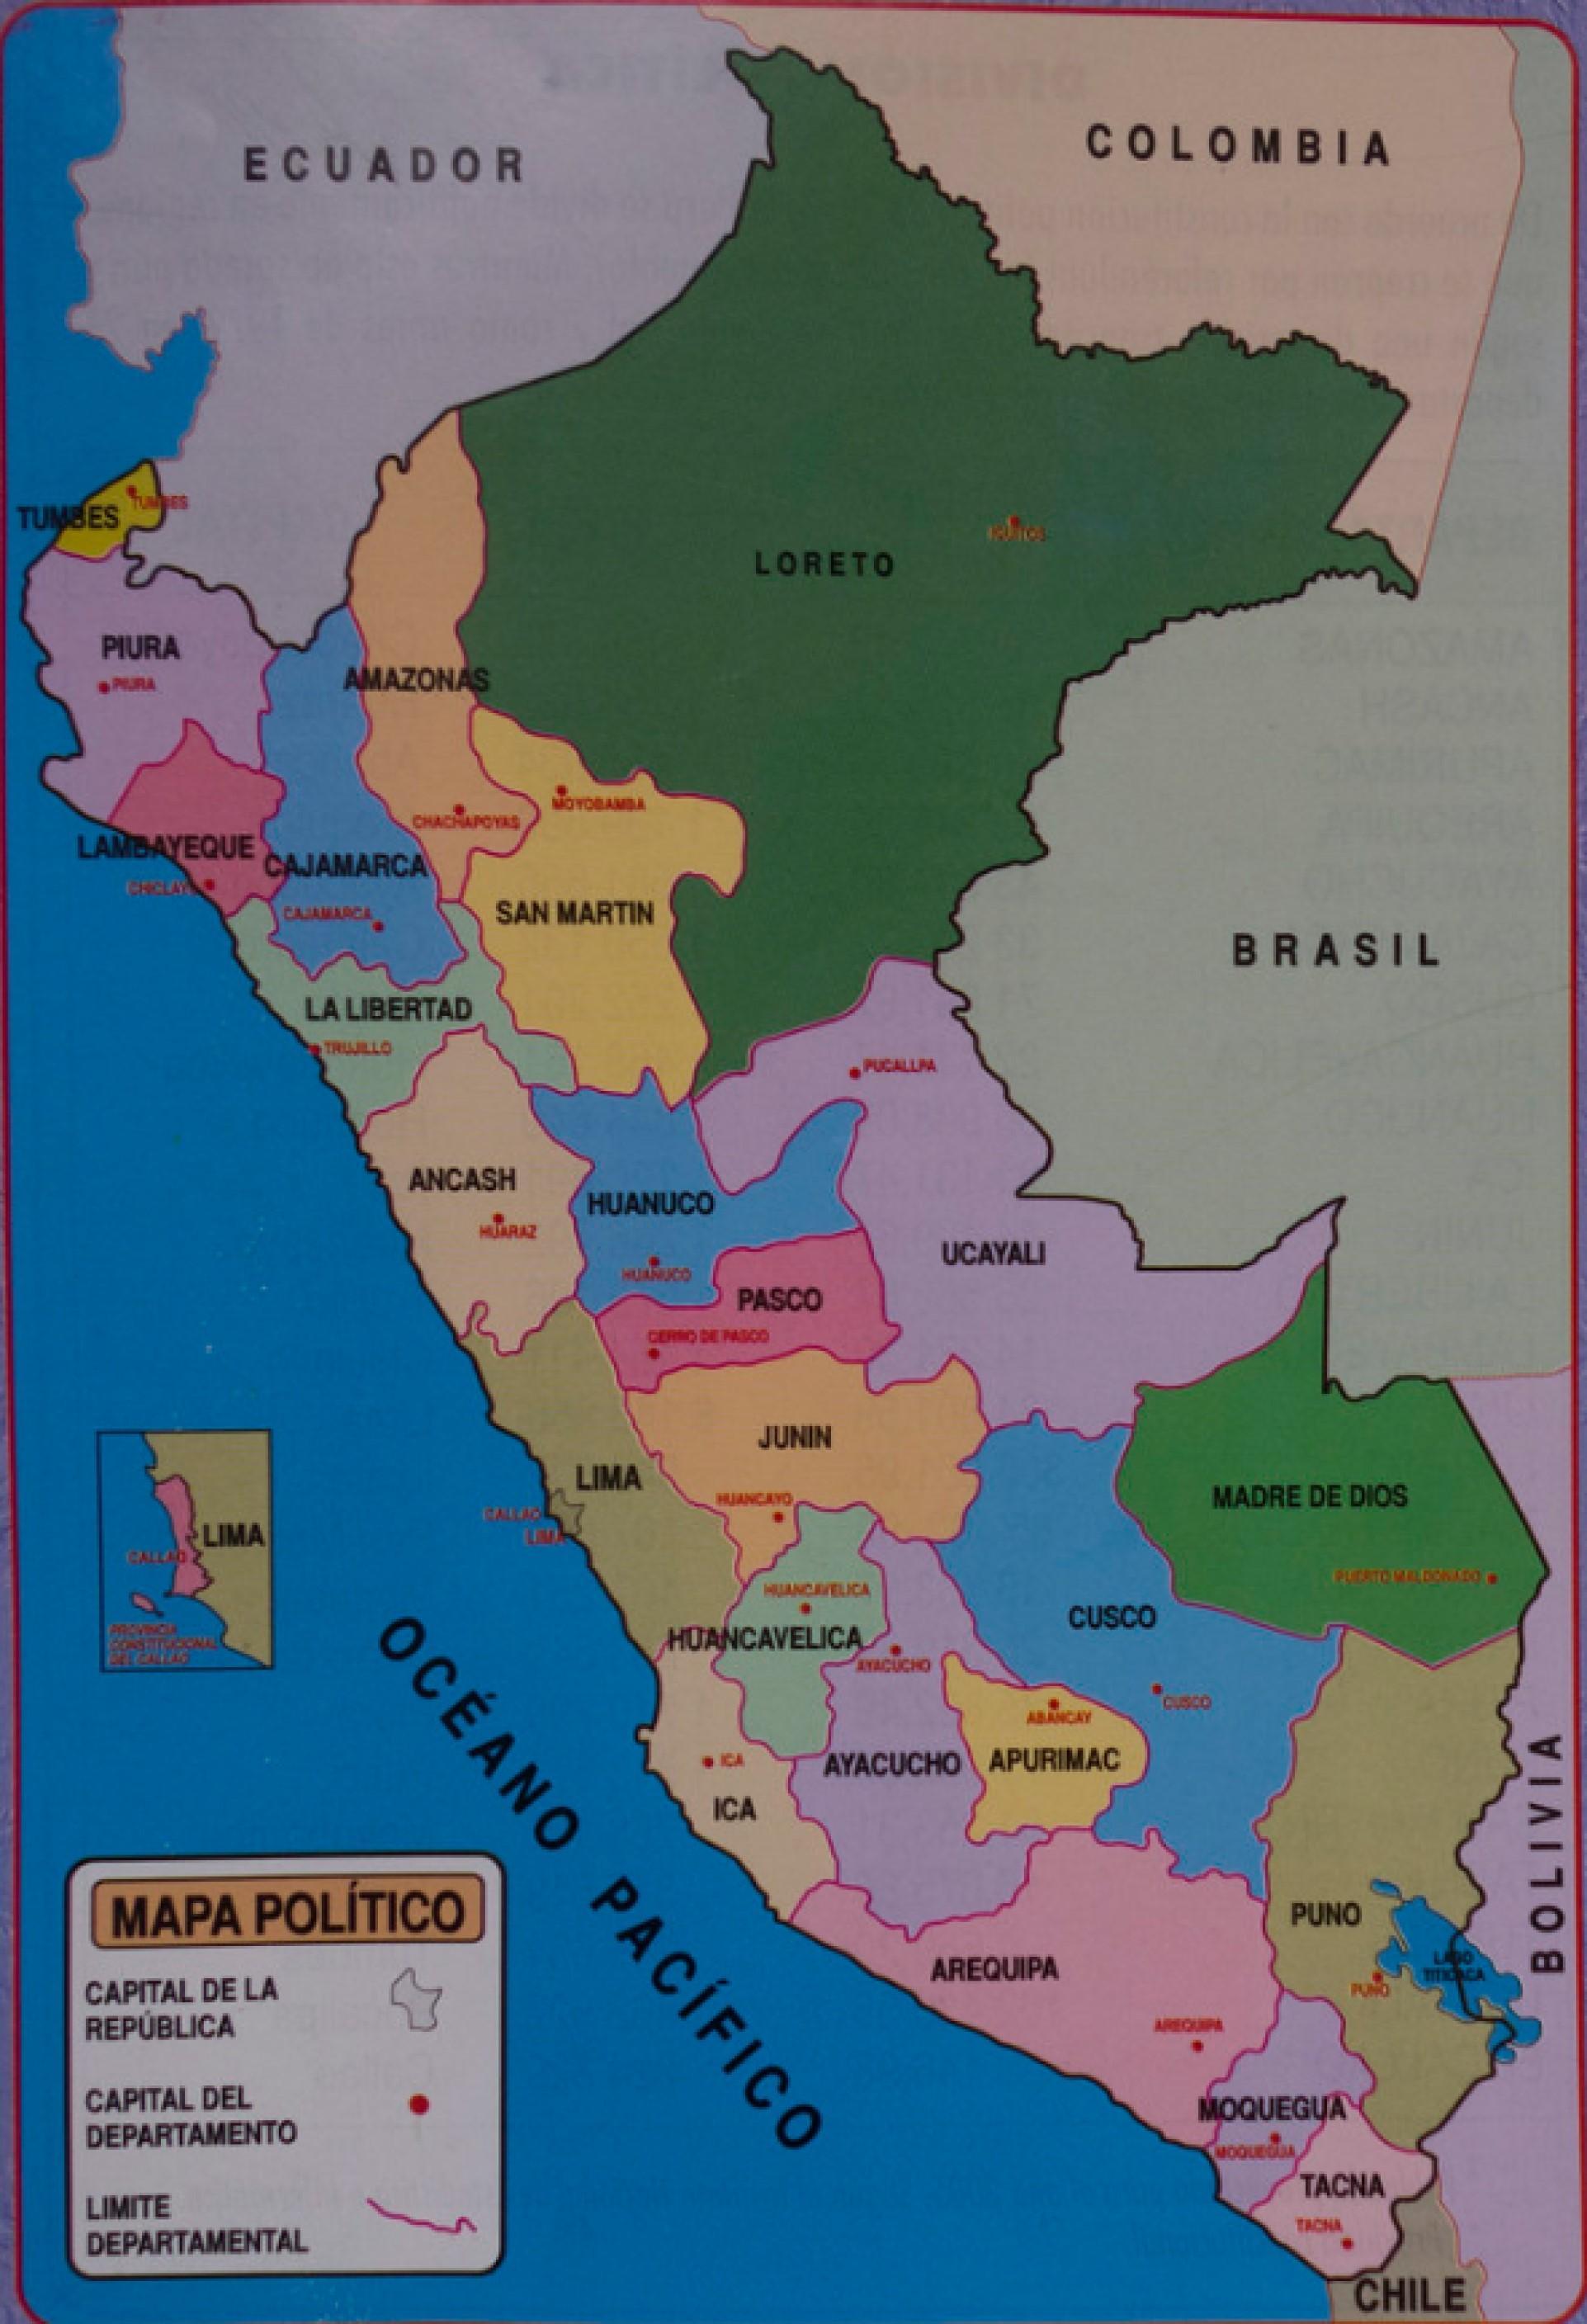 ECUADOR
COLOMBIA
TUMBES
TUMBES
LORETO
IQUITOS
PIURA
PIURA
AMAZONAS
MOYOBAMBA
CHACHAPOYAS
LAMBAYEQUE
CAJAMARCA
CHICLAYO
CAJAMARCA
SAN MARTIN
BRASIL
LA LIBERTAD
TRUJILLO
PUCALLPA
ANCASH
HUARAZ
HUANUCO
HUANUCO
UCAYALI
PASCO
CERRO DE PASCO
JUNIN
LIMA
HUANCAYO
CALLAO
LIMA
MADRE DE DIOS
PUERTO MALDONADO
LIMA
CALLAO
PROVINCIA
CONSTITUCIONAL
DEL CALLAO
HUANCAVELICA
HUANCAVELICA
CUSCO
CUSCO
AYACUCHO
ABANCAY
AYACUCHO
APURIMAC
ICA
ICA
BOLIVIA
OCÉANO PACÍFICO
PUNO
LAGO
TITICACA
PUNO
AREQUIPA
AREQUIPA
MOQUEGUA
MOQUEGUA
TACNA
TACNA
CHILE
MAPA POLÍTICO
CAPITAL DE LA
REPÚBLICA
CAPITAL DEL
DEPARTAMENTO
LIMITE
DEPARTAMENTAL